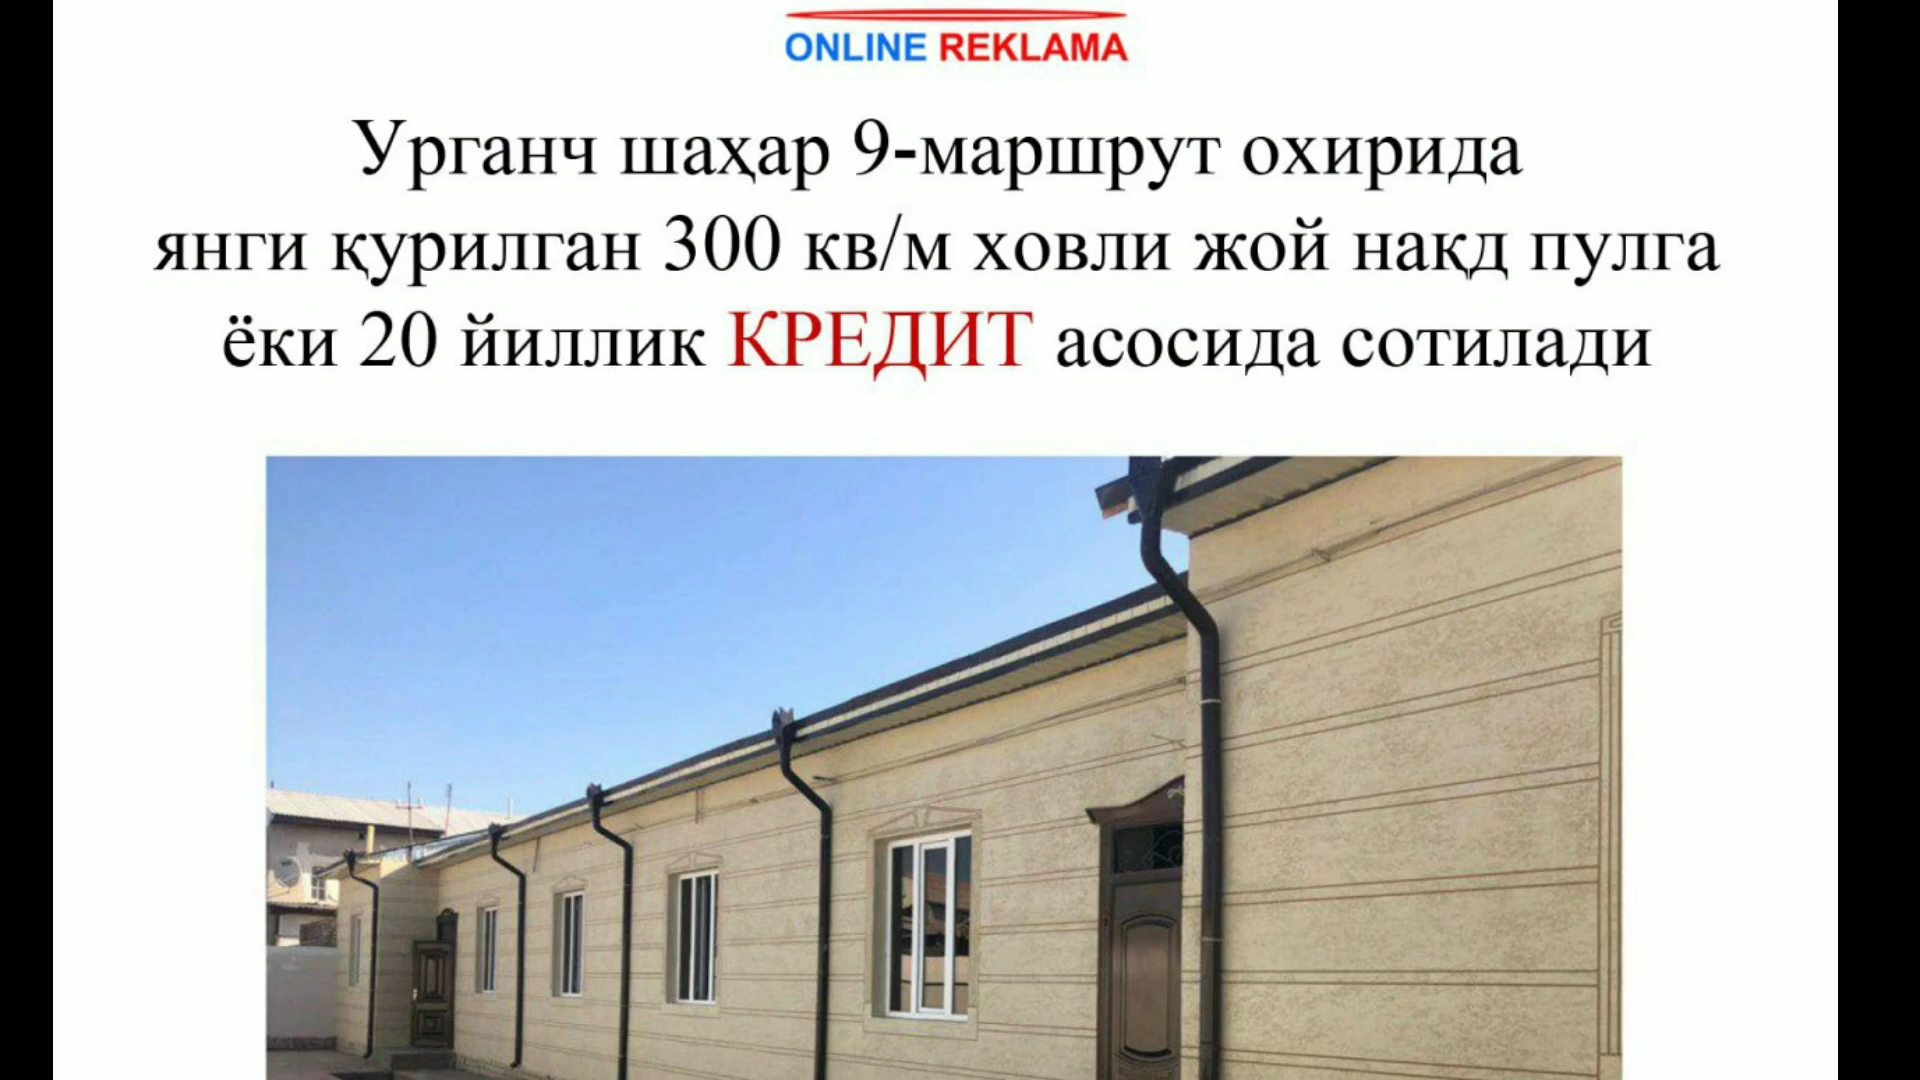 ONLINE REKLAMA
Урганч шаҳар 9-маршрут охирида
янги қурилган 300 кв/м ховли жой нақд пулга
ёки 20 йиллик КРЕДИТ асосида сотилади